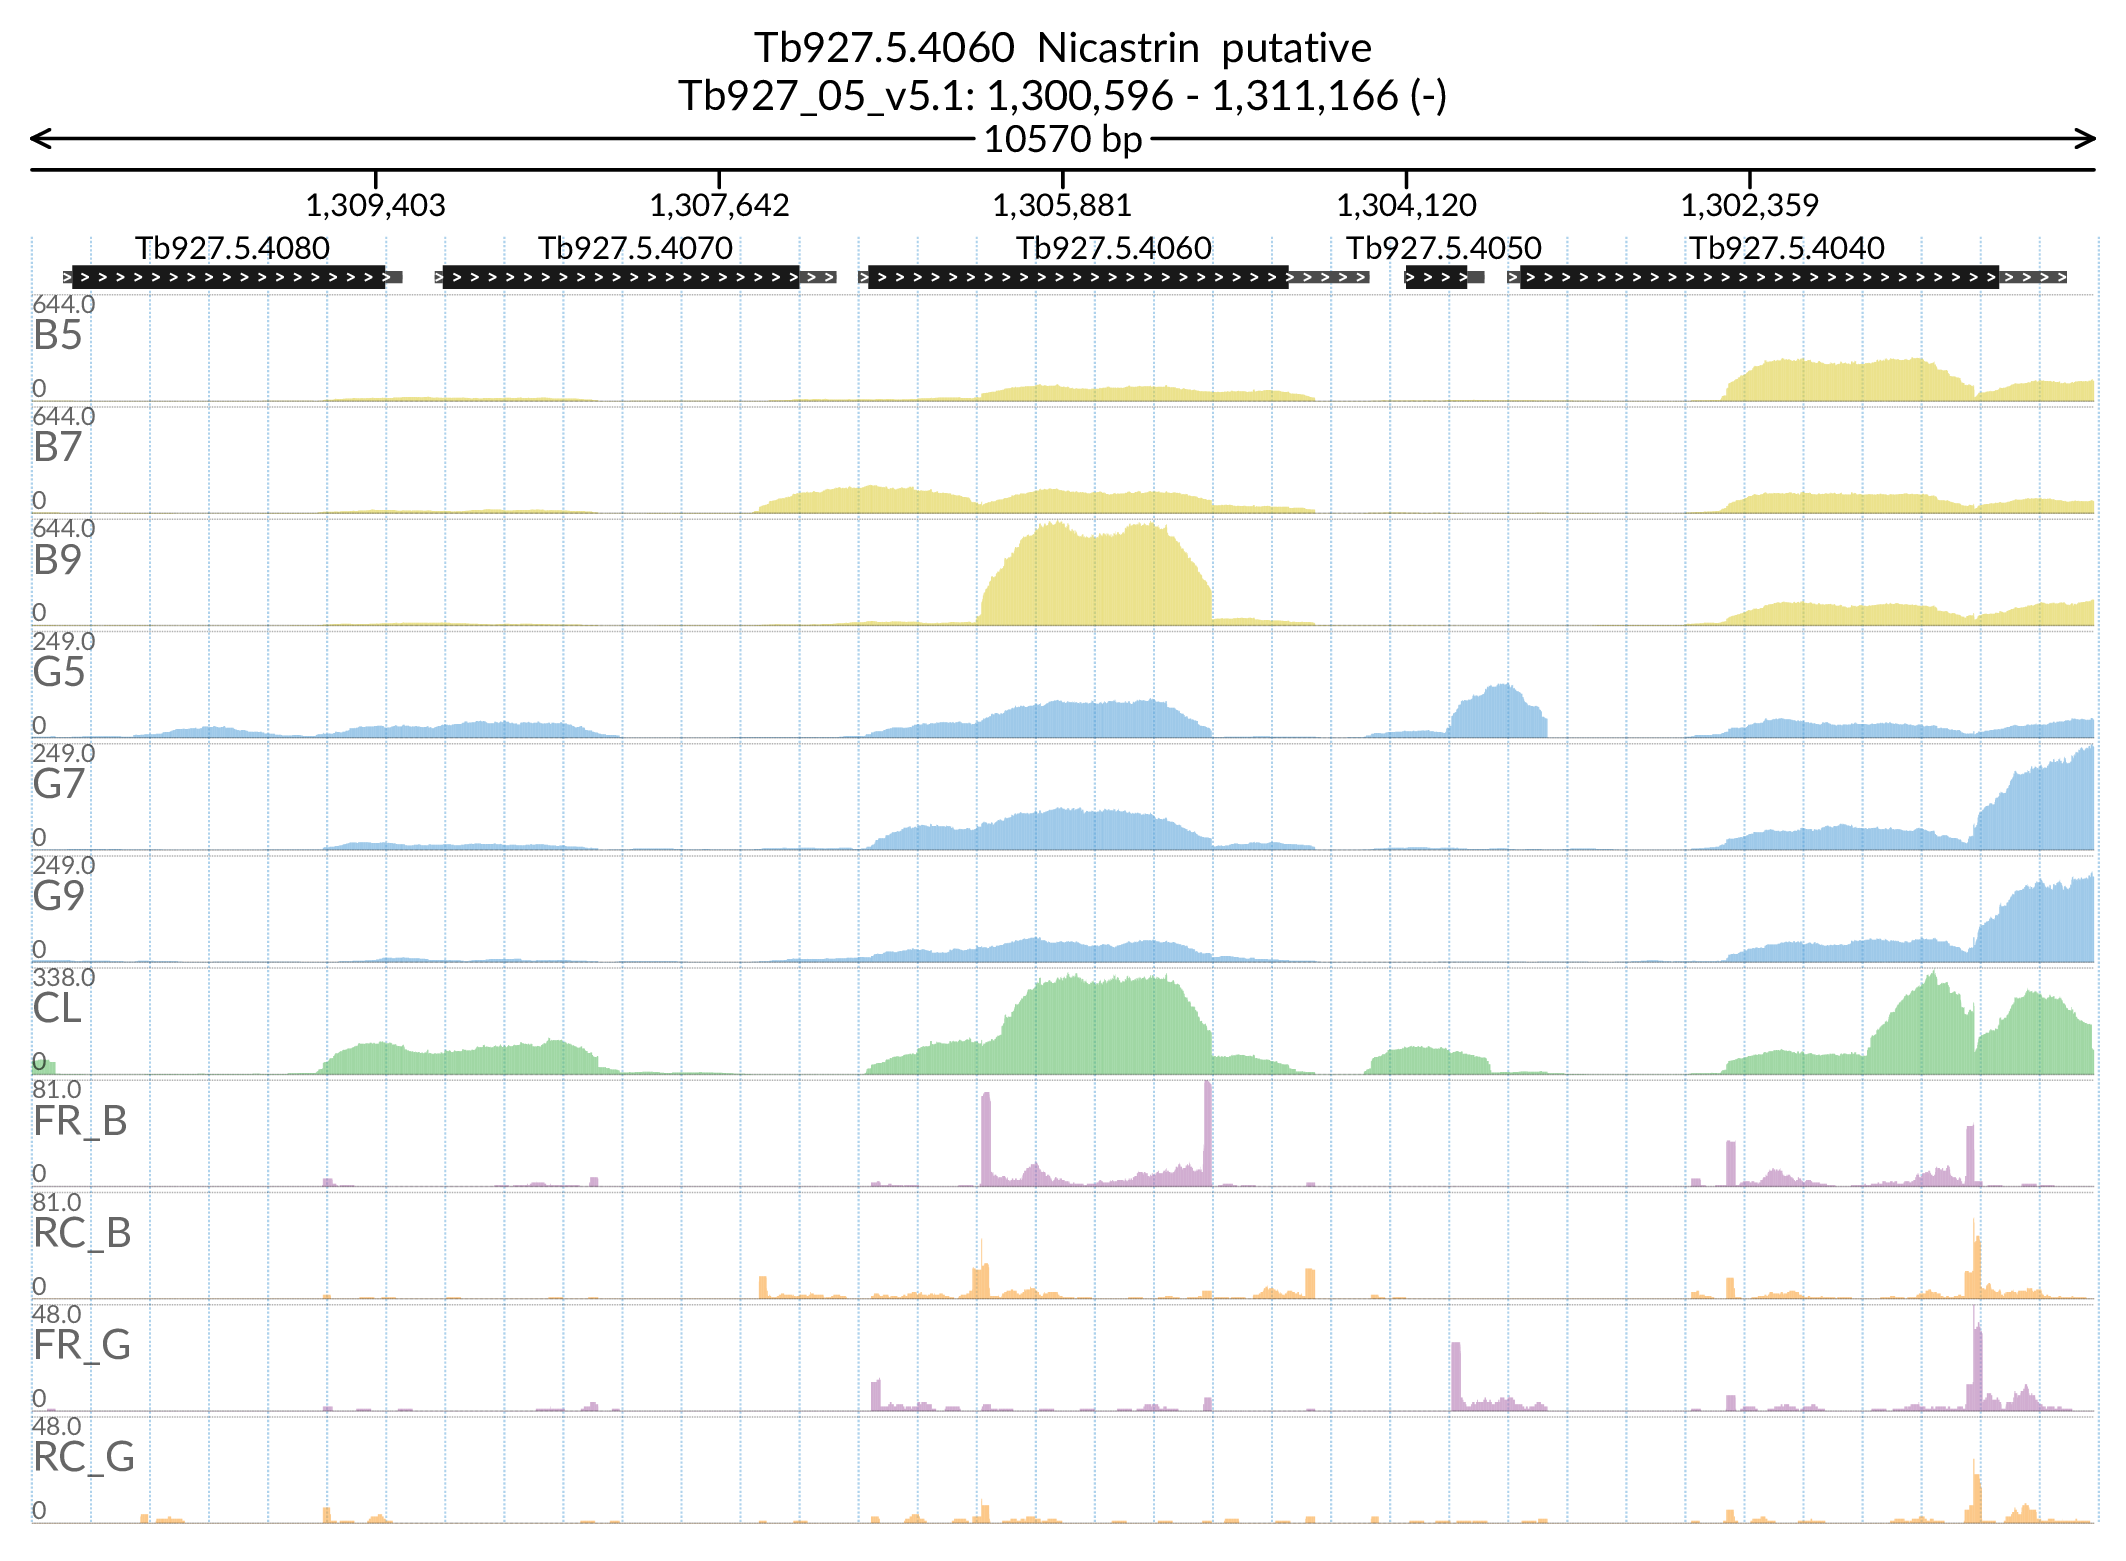 Tb927.5.4060 Nicastrin putative
Tb927_05_v5.1: 1,300,596 - 1,311,166 (-)
10570 bp
1,309,403 1,307,642 1,305,881 1,304,120 1,302,359
Tb927.5.4080 Tb927.5.4070 Tb927.5.4060 Tb927.5.4050 Tb927.5.4040
644.0
B5
0
644.0
B7
0
644.0
B9
0
249.0
G5
0
249.0
G7
0
249.0
G9
0
338.0
CL
0
81.0
FR_B
0
81.0
RC_B
0
48.0
FR_G
0
48.0
RC_G
0